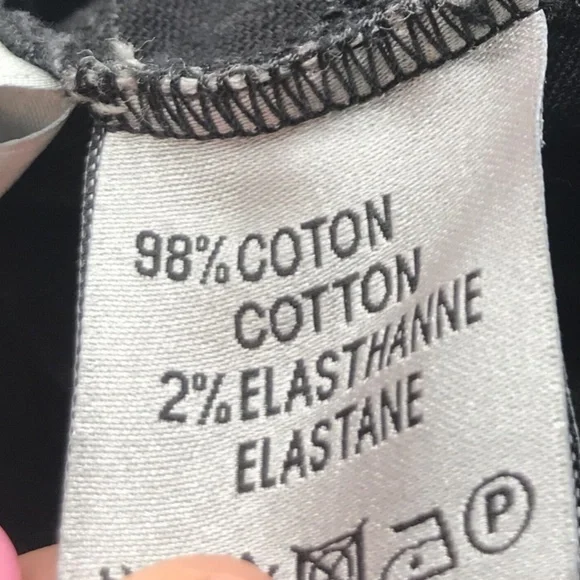 98% COTON
COTTON
2% ELASTHANNE
ELASTANE
P